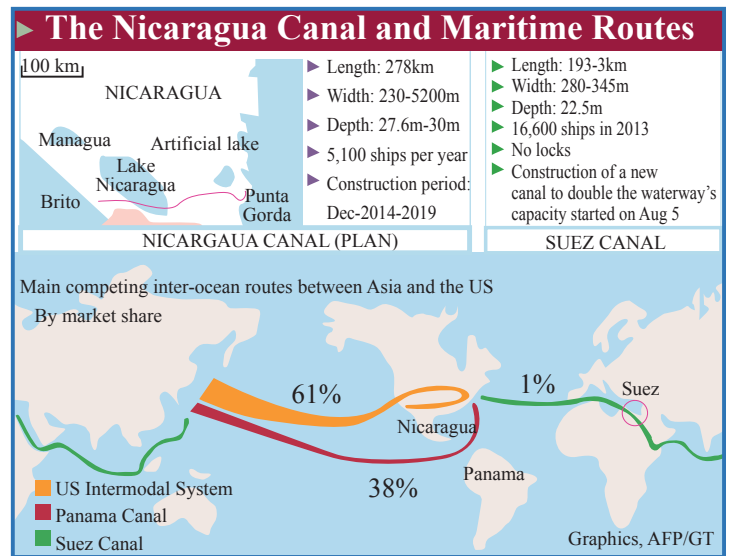 The Nicaragua Canal and Maritime Routes
100 km
NICARAGUA
Managua
Artificial lake
Lake
Nicaragua
Brito
Punta
Gorda
Length: 278km
Width: 230-5200m
Depth: 27.6m-30m
5,100 ships per year
Construction period:
Dec-2014-2019
NICARGAUA CANAL (PLAN)
Length: 193-3km
Width: 280-345m
Depth: 22.5m
16,600 ships in 2013
No locks
Construction of a new
canal to double the waterway's
capacity started on Aug 5
SUEZ CANAL
Main competing inter-ocean routes between Asia and the US
By market share
61%
1%
Suez
Nicaragua
Panama
38%
US Intermodal System
Panama Canal
Suez Canal
Graphics, AFP/GT